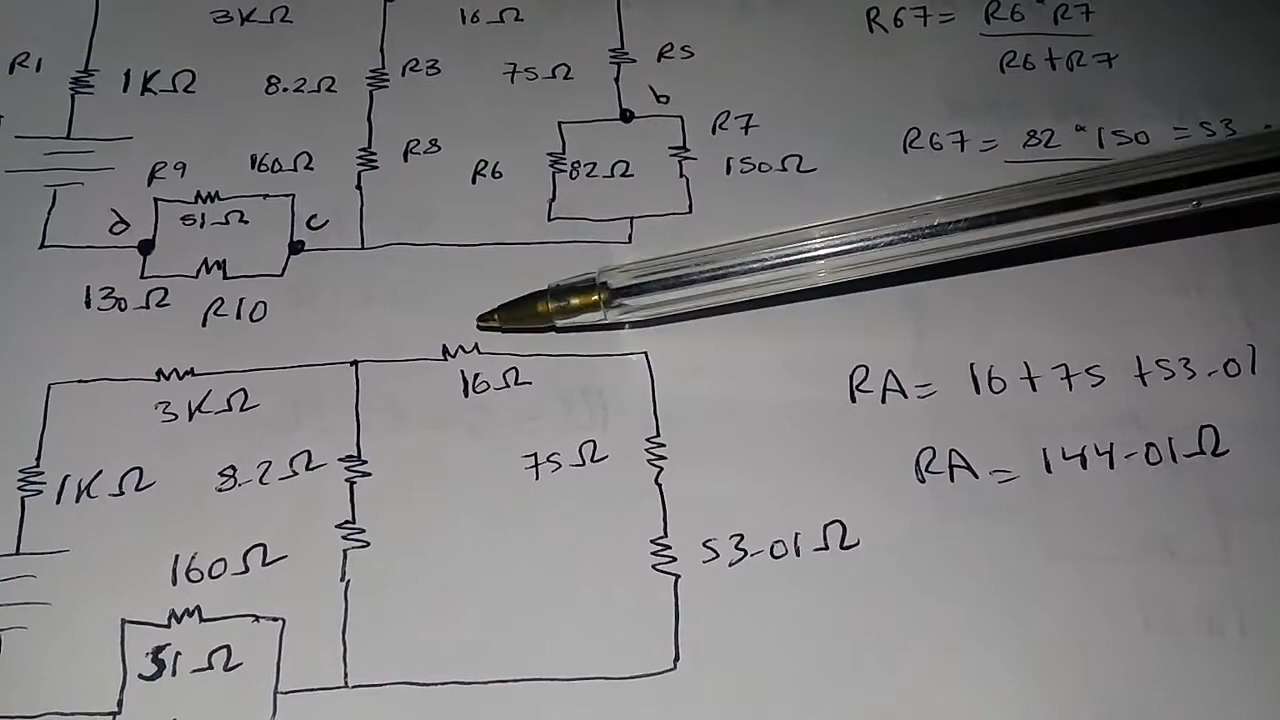 3KΩ 16Ω R67 = R6 * R7
R6+R7
R1 1KΩ 8.2Ω R3 75Ω R5
b
R9 160Ω R8 R6 82Ω R7 150Ω R67 = 82 * 150 = 53
d 51Ω c
130Ω R10
3KΩ 16Ω RA = 16 + 75 + 53-01
1KΩ 8.2Ω 75Ω RA = 144-01Ω
160Ω 53-01Ω
51Ω